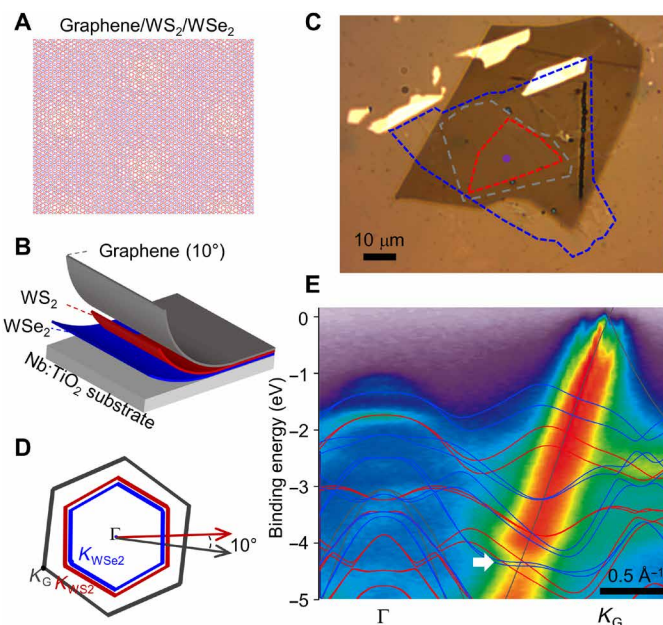 A
Graphene/WS2/WSe2
B
Graphene (10°)
WS2
WSe2
Nb:TiO2 substrate
C
10 μm
D
Γ
10°
KWSe2
KG KWS2
E
Binding energy (eV)
0
−1
−2
−3
−4
−5
0.5 Å⁻¹
Γ
KG